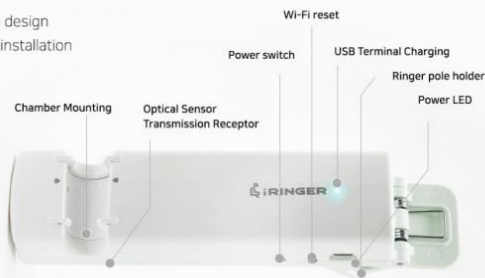 design
installation
Wi-Fi reset
Power switch
USB Terminal Charging
Ringer pole holder
Power LED
Chamber Mounting
Optical Sensor
Transmission Receptor
iRINGER